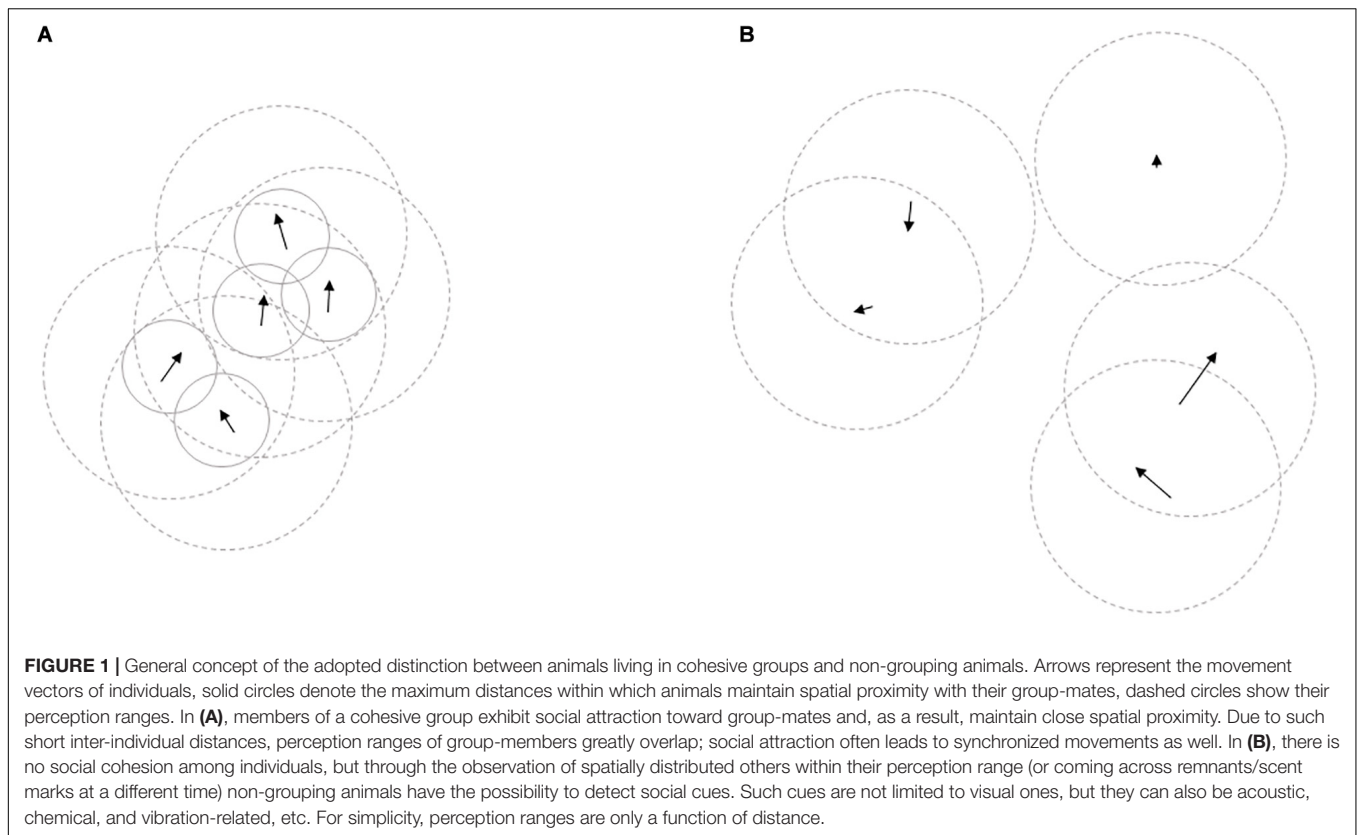 A
B
FIGURE 1 | General concept of the adopted distinction between animals living in cohesive groups and non-grouping animals. Arrows represent the movement
vectors of individuals, solid circles denote the maximum distances within which animals maintain spatial proximity with their group-mates, dashed circles show their
perception ranges. In (A), members of a cohesive group exhibit social attraction toward group-mates and, as a result, maintain close spatial proximity. Due to such
short inter-individual distances, perception ranges of group-members greatly overlap; social attraction often leads to synchronized movements as well. In (B), there is
no social cohesion among individuals, but through the observation of spatially distributed others within their perception range (or coming across remnants/scent
marks at a different time) non-grouping animals have the possibility to detect social cues. Such cues are not limited to visual ones, but they can also be acoustic,
chemical, and vibration-related, etc. For simplicity, perception ranges are only a function of distance.